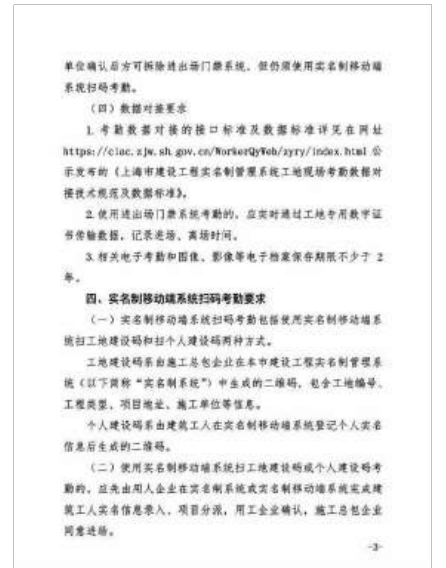 单位确认后方可拆除进出场门禁系统，但仍须使用实名制移动端
系统扫码考勤。
（四）数据对接要求
1. 考勤数据对接的接口标准及数据标准详见在网址
https://ciac.zjw.sh.gov.cn/WorkerQyWeb/zyry/index.html 公
示发布的《上海市建设工程实名制管理系统工地现场考勤数据对
接技术规范及数据标准》。
2. 使用进出场门禁系统考勤的，应实时通过工地专用数字证
书传输数据，记录进场、离场时间。
3. 相关电子考勤和图像、影像等电子档案保存期限不少于 2
年。
四、实名制移动端系统扫码考勤要求
（一）实名制移动端系统扫码考勤包括使用实名制移动端系
统扫工地建设码和扫个人建设码两种方式。
工地建设码系由施工总包企业在本市建设工程实名制管理系
统（以下简称“实名制系统”）中生成的二维码，包含工地编号、
工程类型、项目地址、施工单位等信息。
个人建设码系由建筑工人在实名制移动端系统登记个人实名
信息后生成的二维码。
（二）使用实名制移动端系统扫工地建设码或个人建设码考
勤的，应先由用人企业在实名制系统或实名制移动端系统完成建
筑工人实名信息录入、项目分派，用工企业确认，施工总包企业
同意进场。
-3-